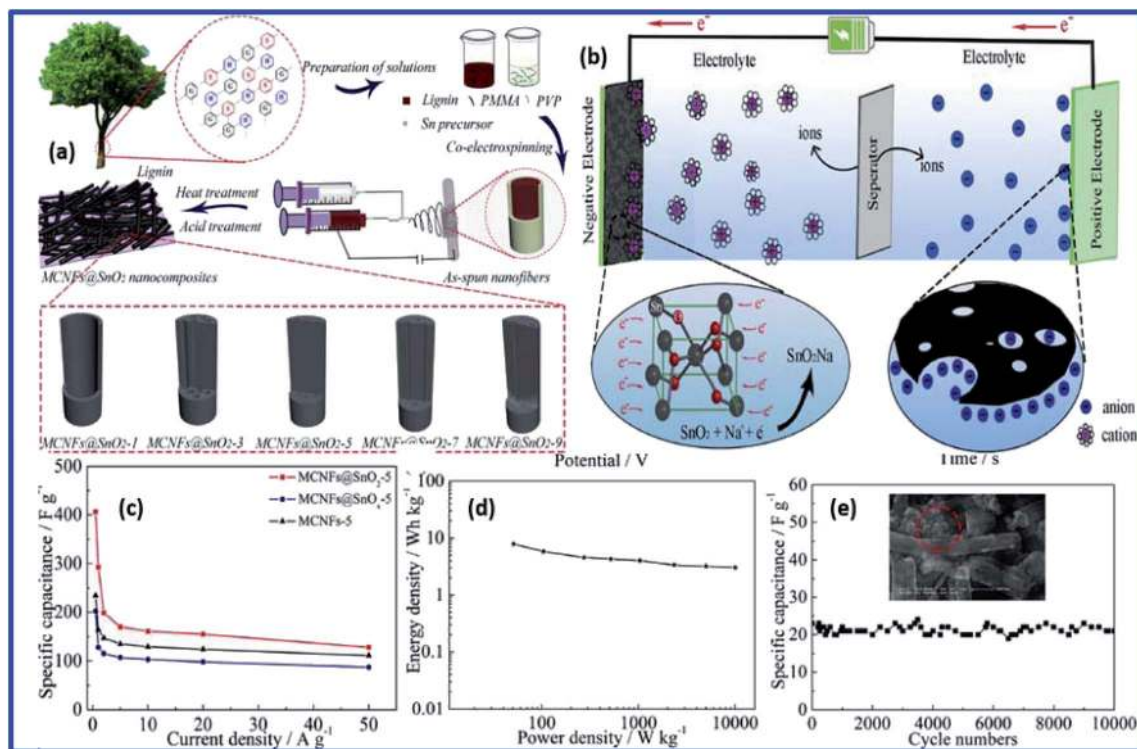 Preparation of solutions
Lignin PMMA PVP
Sn precursor
Co-electrospinning
(a)
Lignin
Heat treatment
Acid treatment
MCNFs@SnO₂ nanocomposites
As-spun nanofibers
MCNFs@SnO₂-1
MCNFs@SnO₂-3
MCNFs@SnO₂-5
MCNFs@SnO₂-9
(b)
e⁻
e⁻
Electrolyte
Electrolyte
Negative Electrode
ions
Seperator
ions
Positive Electrode
Sn
SnO₂Na
SnO₂ + Na⁺ + e⁻
anion
cation
Potential / V
Time / s
(c)
MCNFs@SnO₂-5
MCNFs@SnOₓ-5
MCNFs-5
Specific capacitance / F g⁻¹
500
400
300
200
100
0
0 10 20 30 40 50
Current density / A g⁻¹
(d)
Energy density / Wh kg⁻¹
100
10
1
0.1
0.01
100 1000 10000
Power density / W kg⁻¹
(e)
Specific capacitance / F g⁻¹
60
50
40
30
20
10
0
0 2000 4000 6000 8000 10000
Cycle numbers